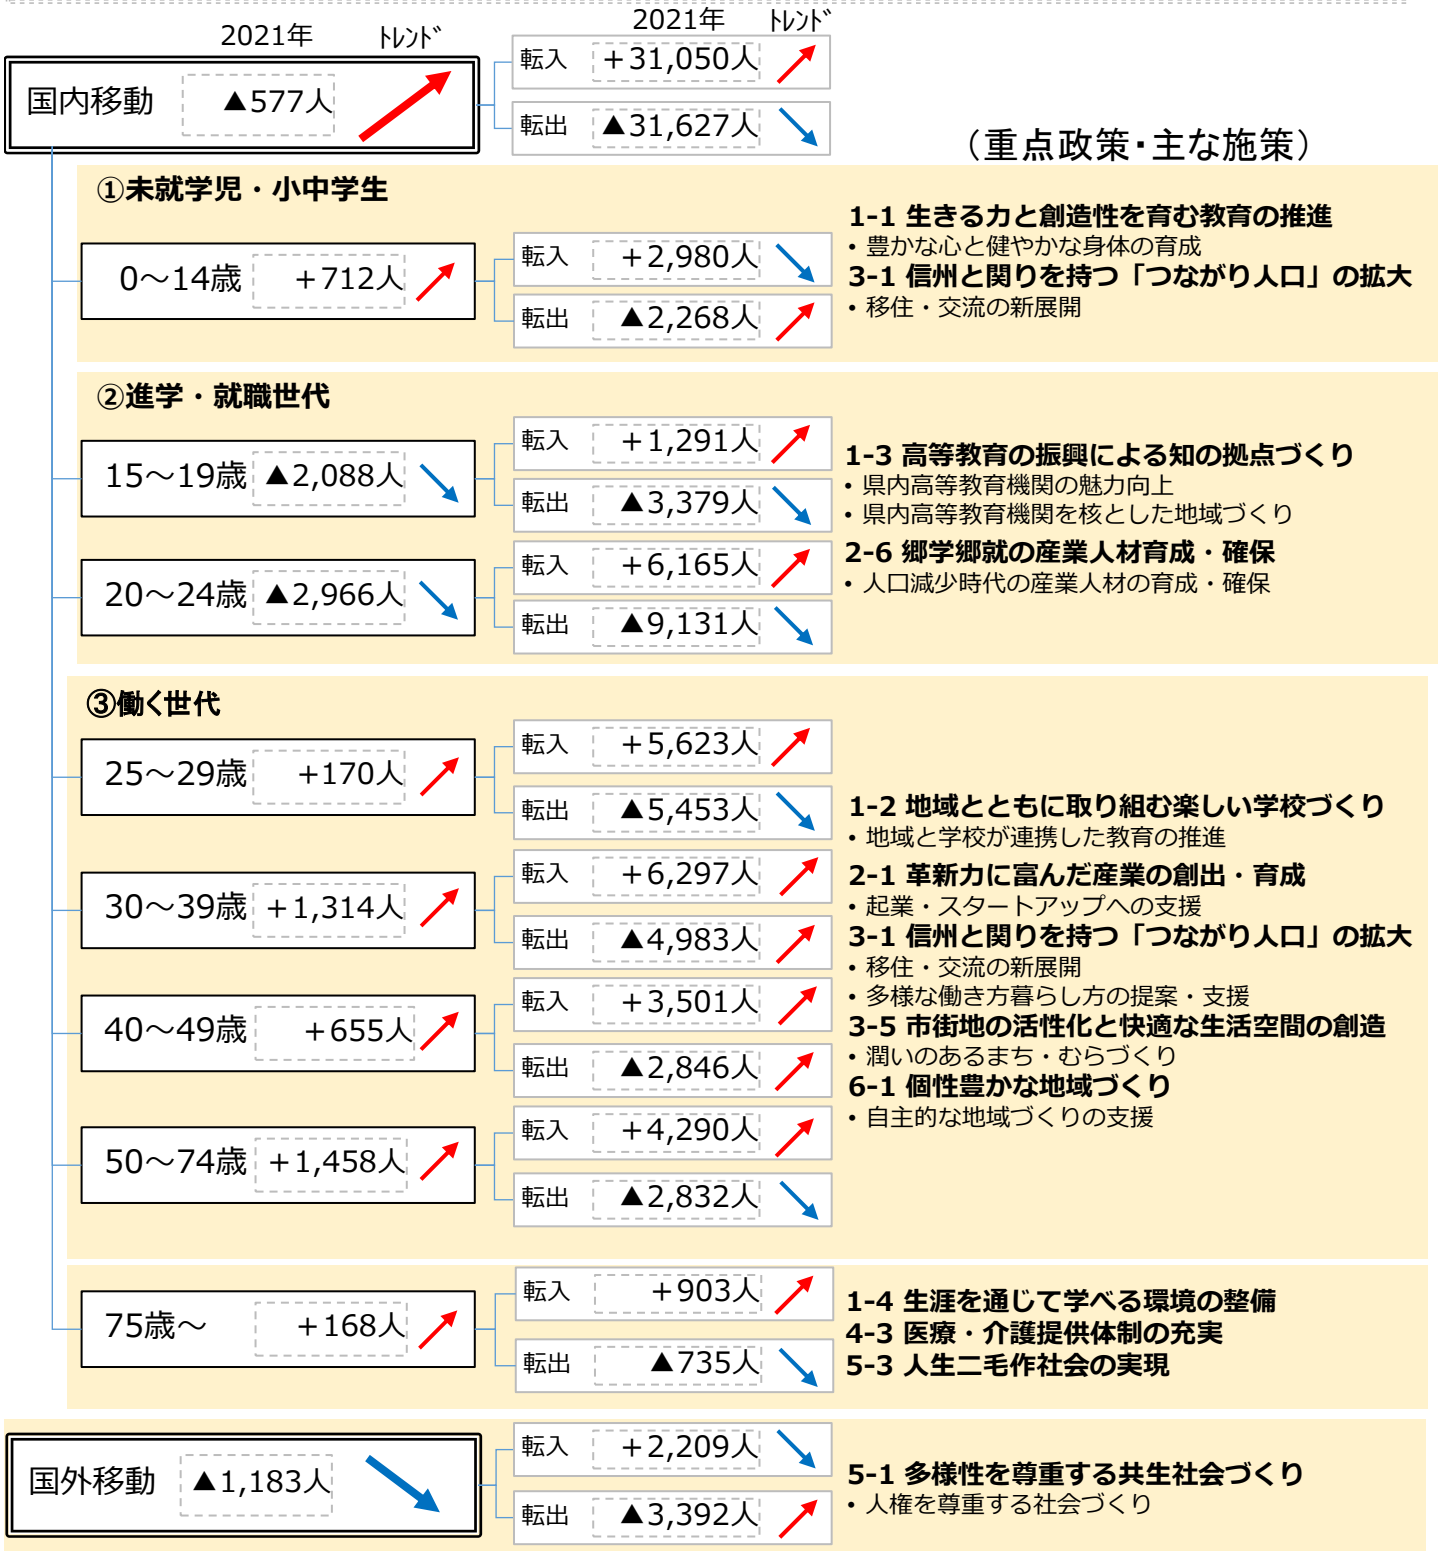 2021年 ﾄﾚﾝﾄﾞ
国内移動 ▲577人
2021年 ﾄﾚﾝﾄﾞ
転入 +31,050人
転出 ▲31,627人
（重点政策・主な施策）
①未就学児・小中学生
0～14歳 +712人
転入 +2,980人
転出 ▲2,268人
1-1 生きる力と創造性を育む教育の推進
• 豊かな心と健やかな身体の育成
3-1 信州と関りを持つ「つながり人口」の拡大
• 移住・交流の新展開
②進学・就職世代
15～19歳 ▲2,088人
転入 +1,291人
転出 ▲3,379人
20～24歳 ▲2,966人
転入 +6,165人
転出 ▲9,131人
1-3 高等教育の振興による知の拠点づくり
• 県内高等教育機関の魅力向上
• 県内高等教育機関を核とした地域づくり
2-6 郷学郷就の産業人材育成・確保
• 人口減少時代の産業人材の育成・確保
③働く世代
25～29歳 +170人
転入 +5,623人
転出 ▲5,453人
30～39歳 +1,314人
転入 +6,297人
転出 ▲4,983人
40～49歳 +655人
転入 +3,501人
転出 ▲2,846人
50～74歳 +1,458人
転入 +4,290人
転出 ▲2,832人
1-2 地域とともに取り組む楽しい学校づくり
• 地域と学校が連携した教育の推進
2-1 革新力に富んだ産業の創出・育成
• 起業・スタートアップへの支援
3-1 信州と関りを持つ「つながり人口」の拡大
• 移住・交流の新展開
• 多様な働き方暮らし方の提案・支援
3-5 市街地の活性化と快適な生活空間の創造
• 潤いのあるまち・むらづくり
6-1 個性豊かな地域づくり
• 自主的な地域づくりの支援
75歳～ +168人
転入 +903人
転出 ▲735人
1-4 生涯を通じて学べる環境の整備
4-3 医療・介護提供体制の充実
5-3 人生二毛作社会の実現
国外移動 ▲1,183人
転入 +2,209人
転出 ▲3,392人
5-1 多様性を尊重する共生社会づくり
• 人権を尊重する社会づくり